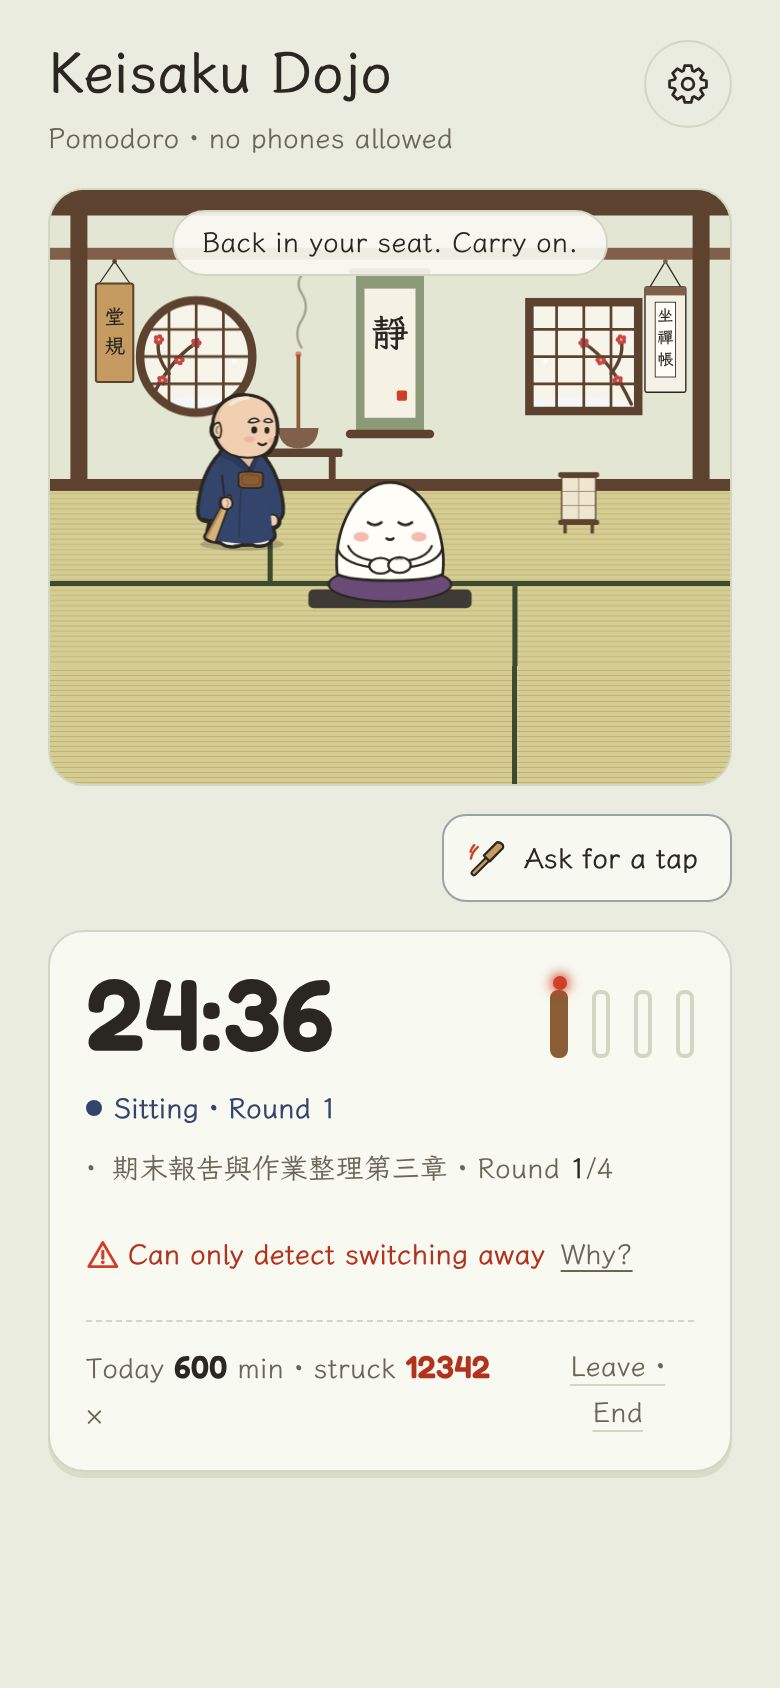 Keisaku Dojo
Pomodoro • no phones allowed
Back in your seat. Carry on.
堂規
靜
坐禪帳
Ask for a tap
24:36
Sitting • Round 1
• 期末報告與作業整理第三章 • Round 1/4
Can only detect switching away Why?
Today 600 min • struck 12342
×
Leave •
End